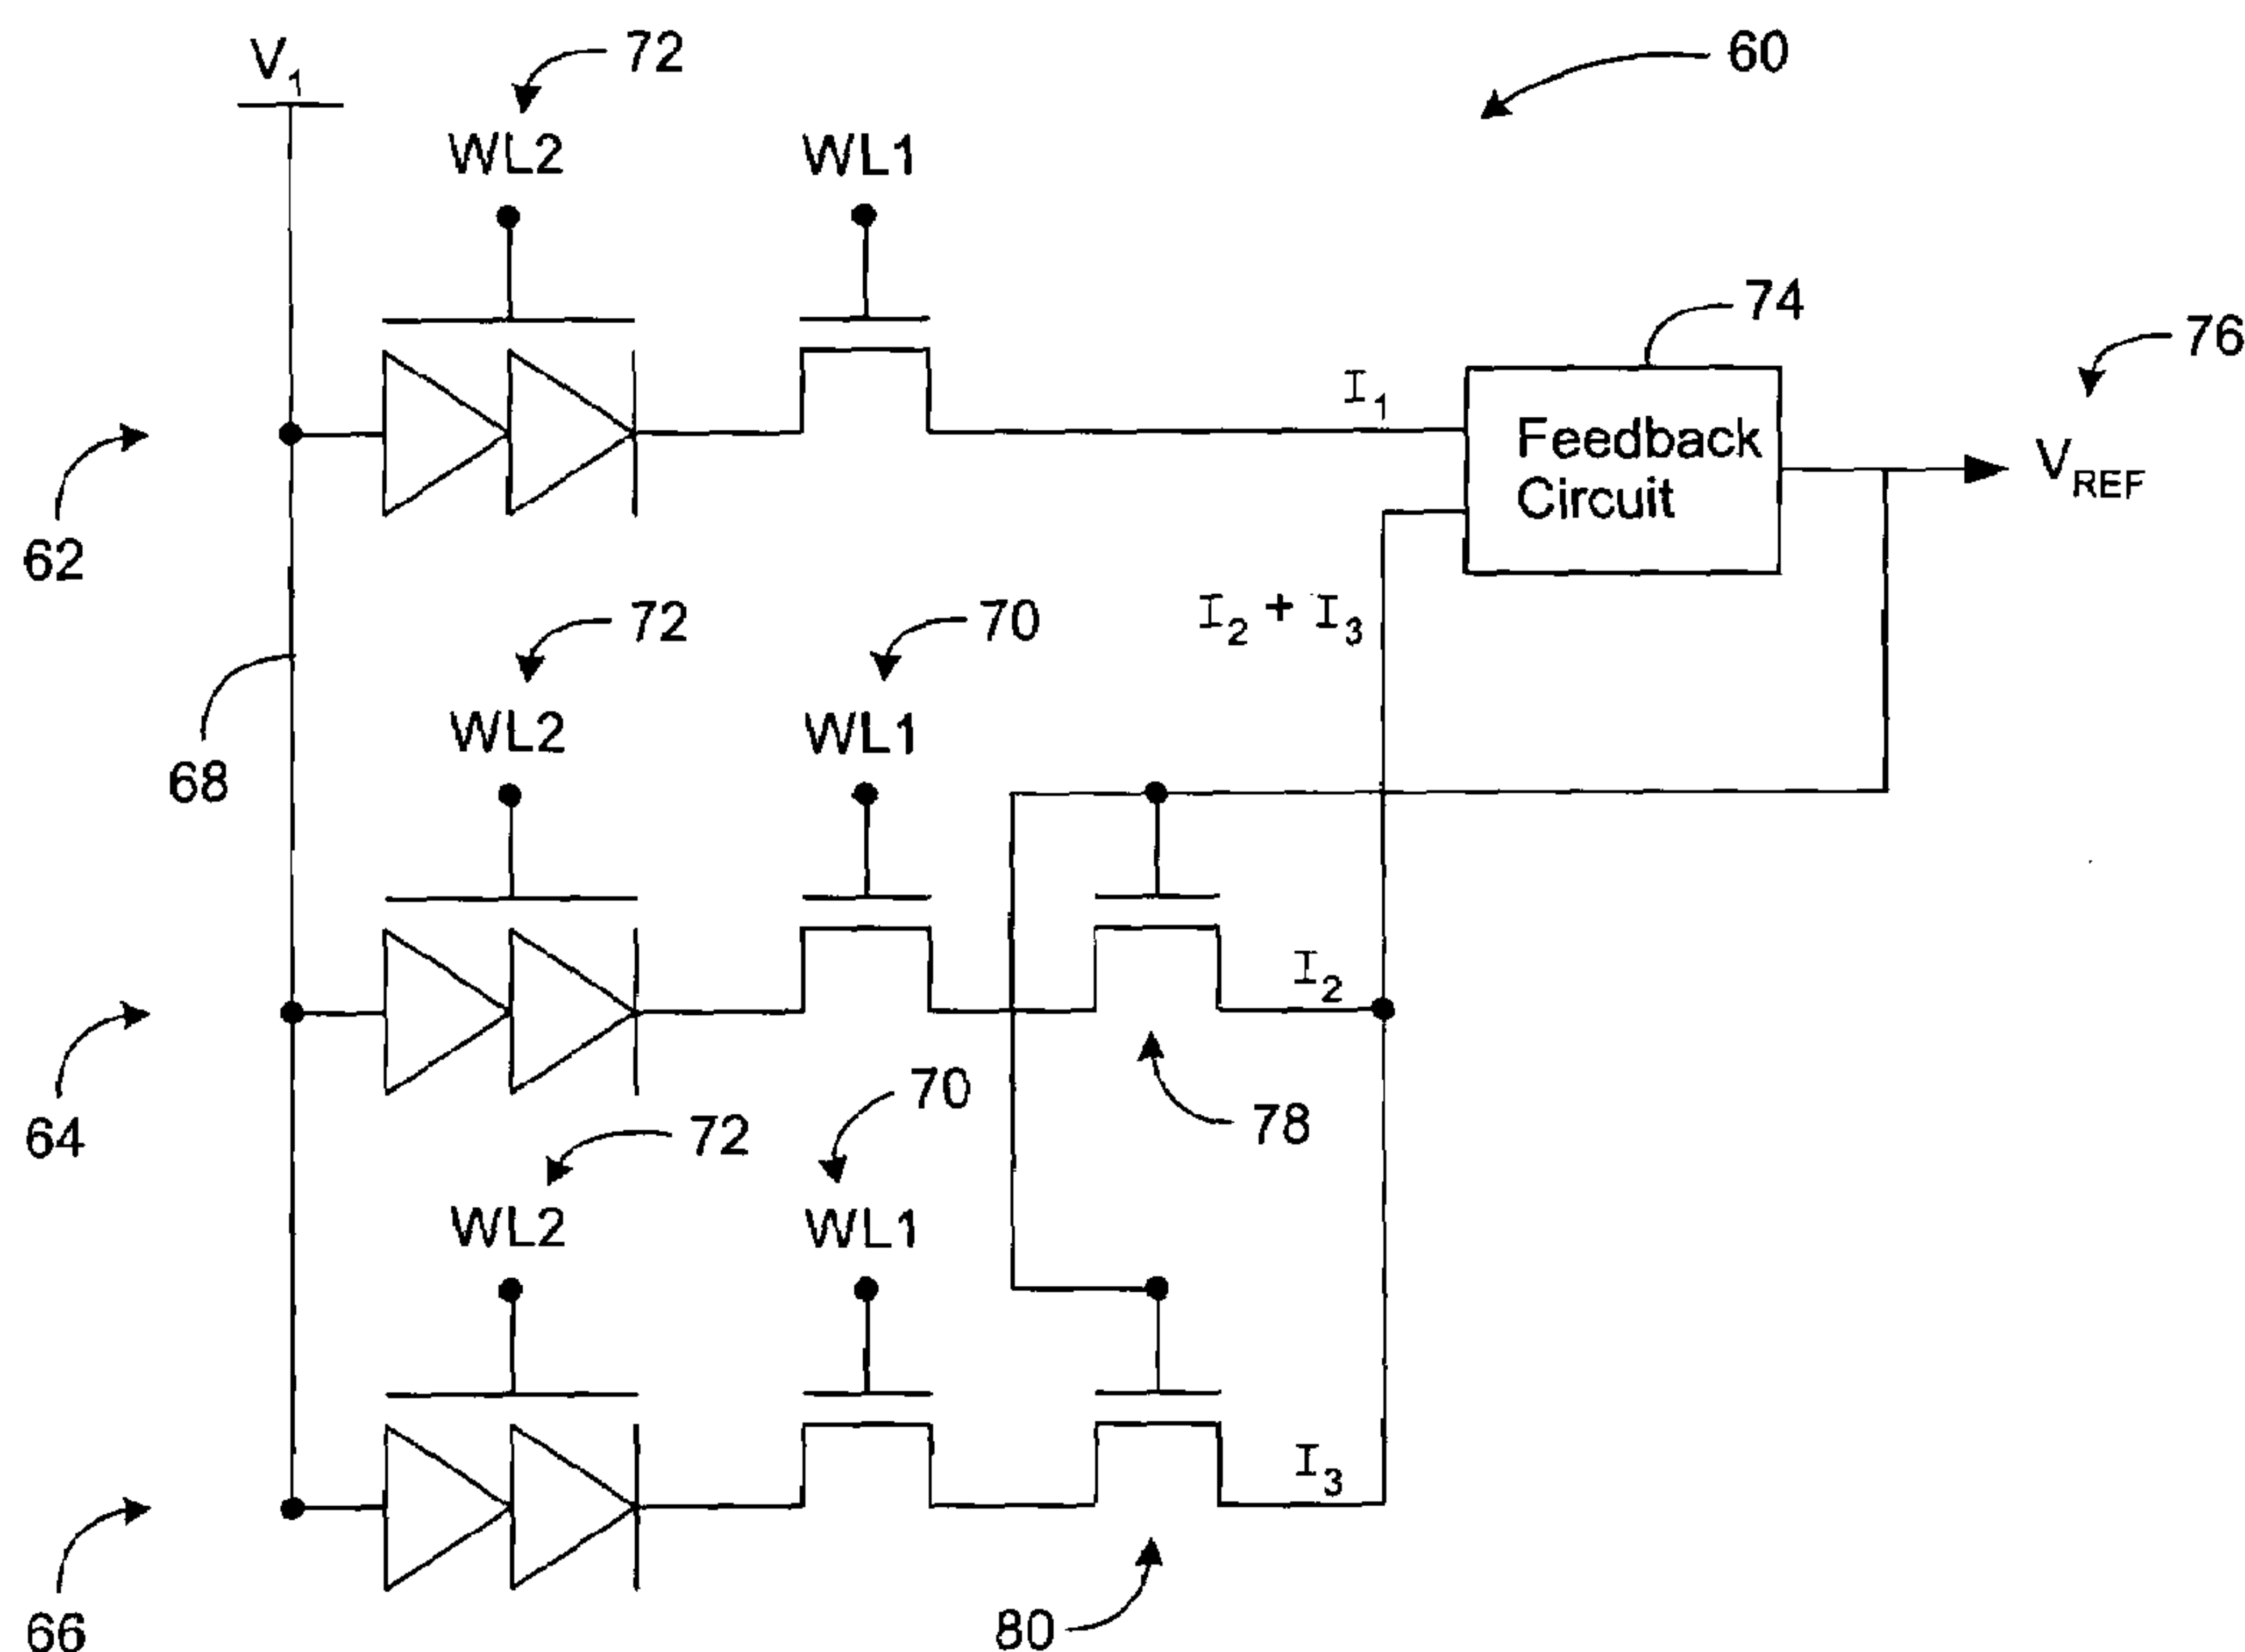 V₁
72
60
WL2
WL1
74
76
I₁
Feedback
Circuit
V_REF
62
72
70
I₂ + I₃
WL2
WL1
68
I₂
64
72
70
78
WL2
WL1
I₃
66
80